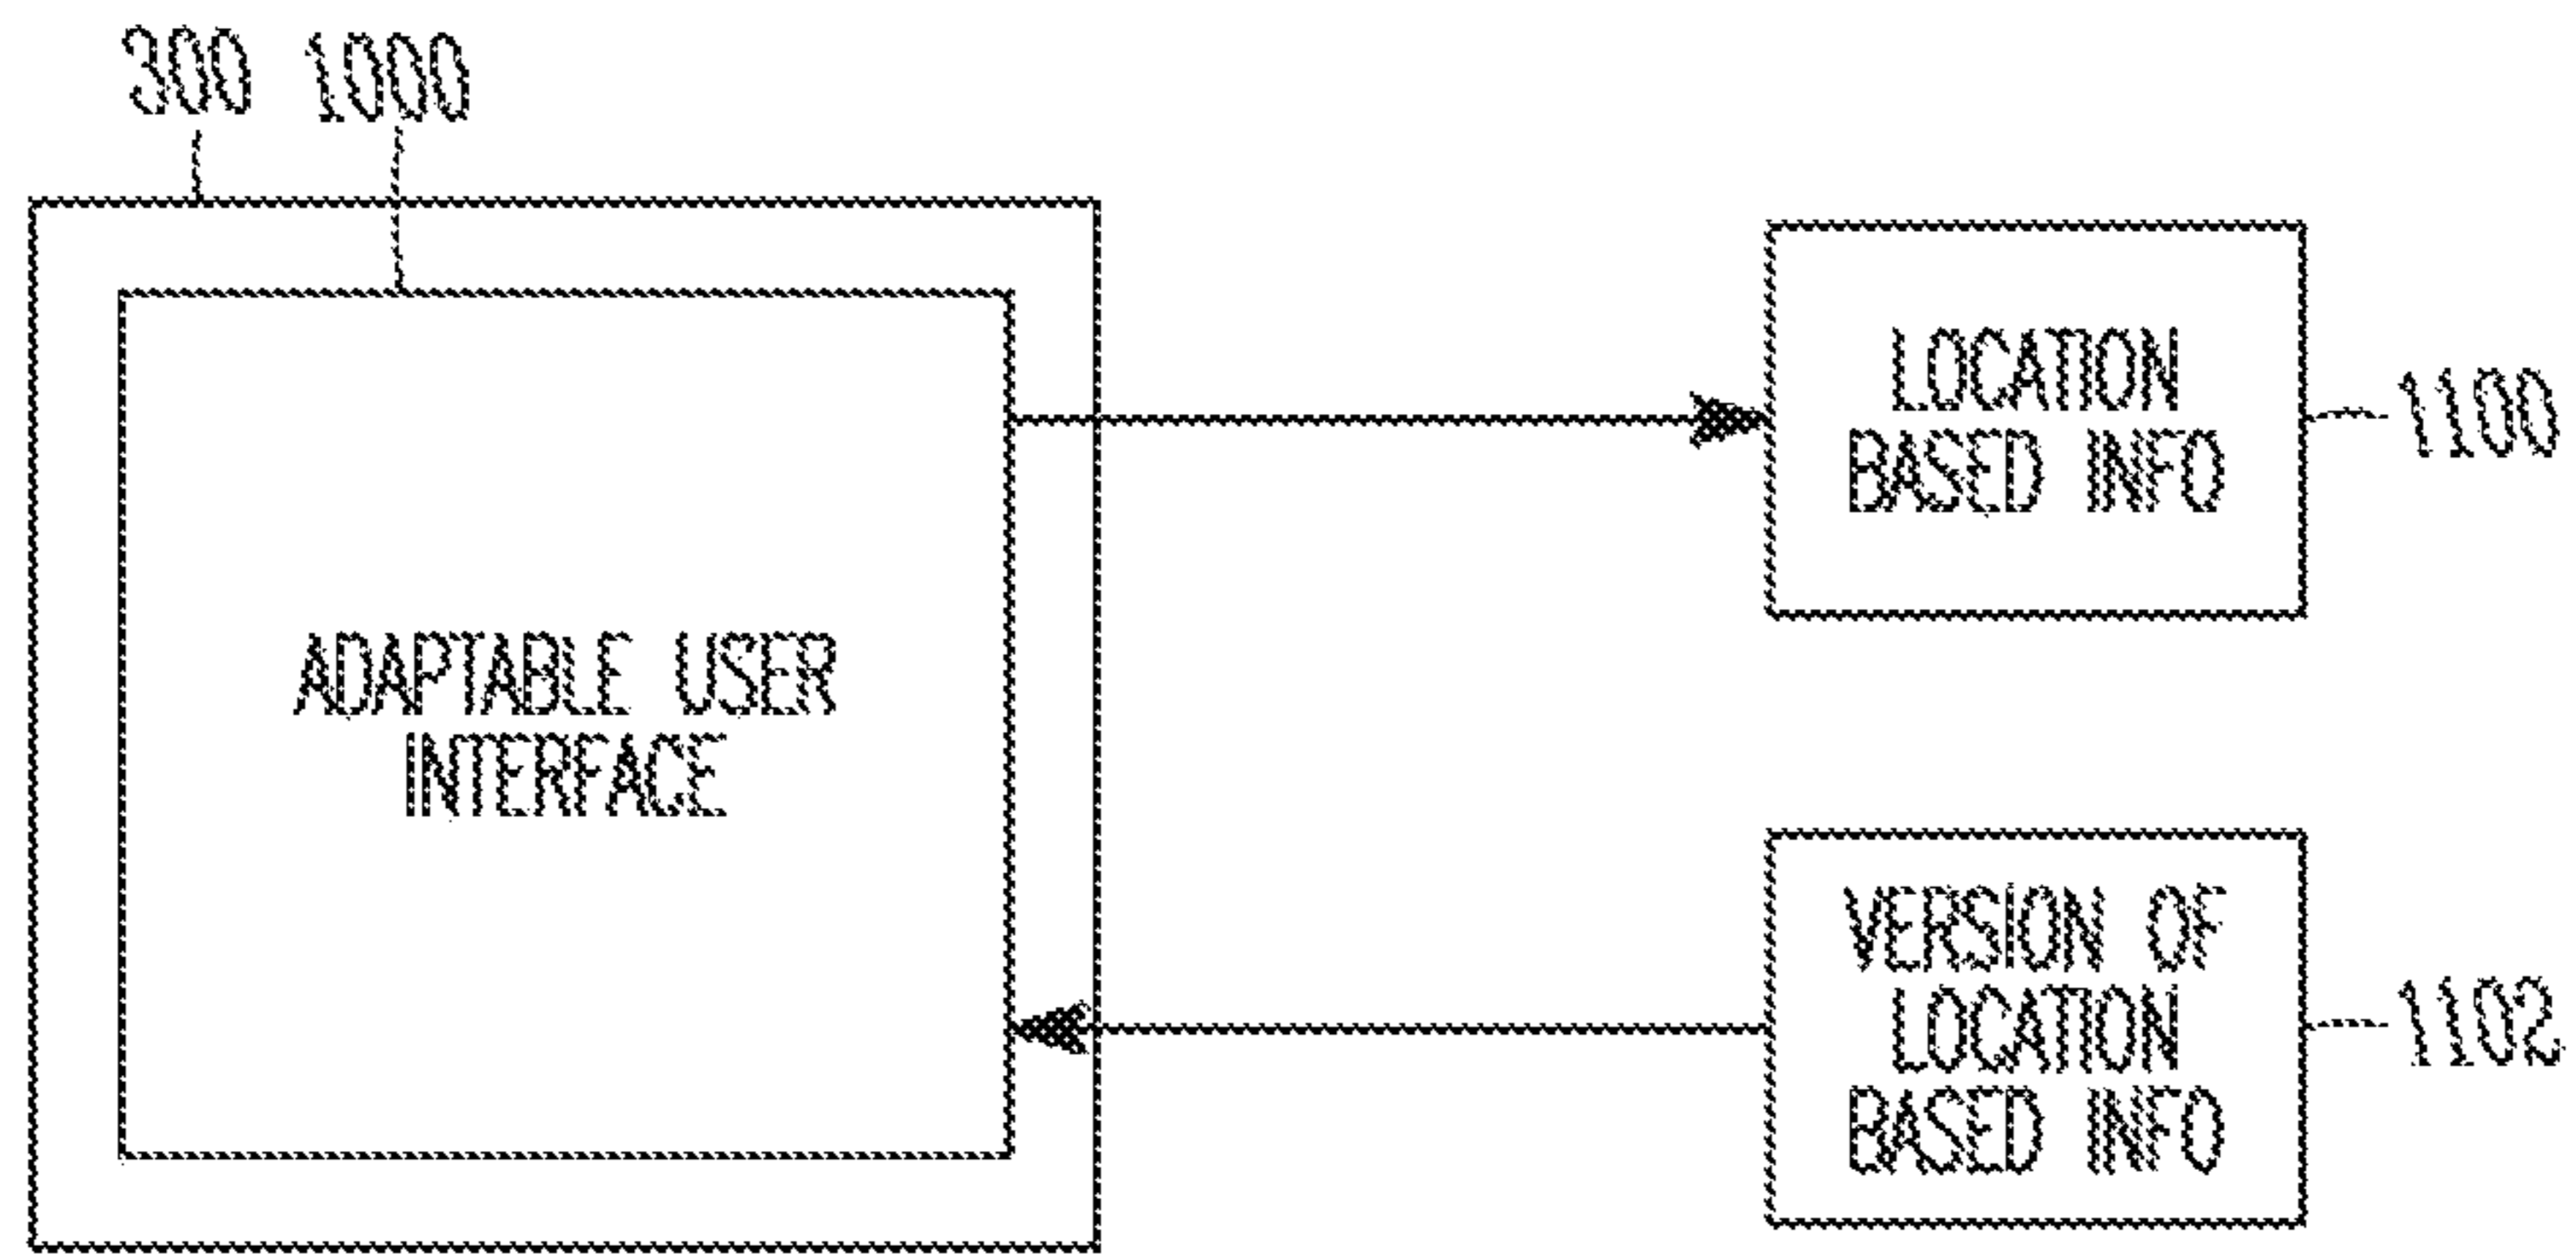 300 1000
LOCATION
BASED INFO
1100
ADAPTABLE USER
INTERFACE
VERSION OF
LOCATION
BASED INFO
1102